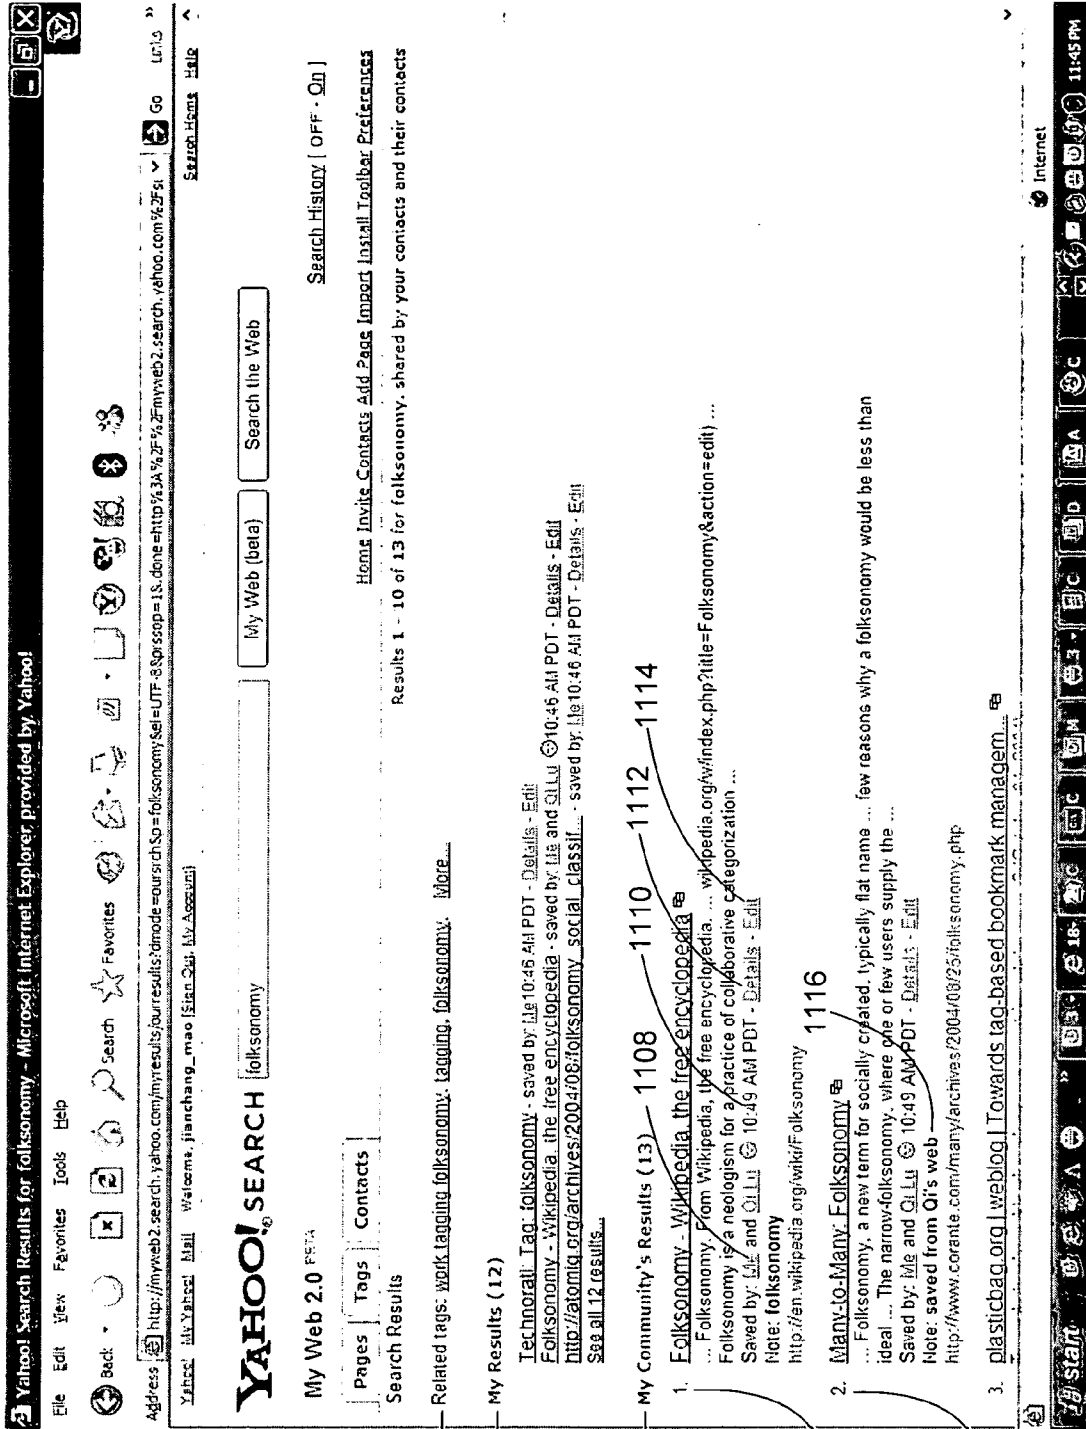 Yahoo! Search Results for folksonomy - Microsoft Internet Explorer, provided by Yahoo!
File Edit View Favorites Tools Help
Back Search Favorites
Address http://myweb2.search.yahoo.com/myresults/ourresults?dmode=oursrch&p=folksonomy&ei=UTF-8&prssop=1&.done=http%3A%2F%2Fmyweb2.search.yahoo.com%2Fsi Go Links »
Yahoo! My Yahoo! Mail Welcome, jianchang_mao [Sign Out, My Account] Search Home Help
YAHOO! SEARCH folksonomy My Web (beta) Search the Web
My Web 2.0 BETA Search History [ OFF - On ]
Pages Tags Contacts Home Invite Contacts Add Page Import Install Toolbar Preferences
Search Results Results 1 - 10 of 13 for folksonomy, shared by your contacts and their contacts
Related tags: work tagging folksonomy, tagging, folksonomy, More...
My Results (12)
Technorati Tag: folksonomy - saved by: Me 10:46 AM PDT - Details - Edit
Folksonomy - Wikipedia, the free encyclopedia - saved by: Me and Qi Lu 10:46 AM PDT - Details - Edit
http://atomiq.org/archives/2004/08/folksonomy_social_classif... - saved by: Me 10:46 AM PDT - Details - Edit
See all 12 results...
My Community's Results (13) 1108 1110 1112 1114
1. Folksonomy - Wikipedia, the free encyclopedia
... Folksonomy. From Wikipedia, the free encyclopedia. ... wikipedia.org/w/index.php?title=Folksonomy&action=edit) ...
Folksonomy is a neologism for a practice of collaborative categorization ...
Saved by: Me and Qi Lu 10:49 AM PDT - Details - Edit
Note: folksonomy
http://en.wikipedia.org/wiki/Folksonomy
1116
2. Many-to-Many: Folksonomy
... Folksonomy, a new term for socially created, typically flat name ... few reasons why a folksonomy would be less than
ideal ... The narrow-folksonomy, where one or few users supply the ...
Saved by: Me and Qi Lu 10:49 AM PDT - Details - Edit
Note: saved from Qi's web
http://www.corante.com/many/archives/2004/08/25/folksonomy.php
3. plasticbag.org | weblog | Towards tag-based bookmark managem...
Internet
start 11:45 PM